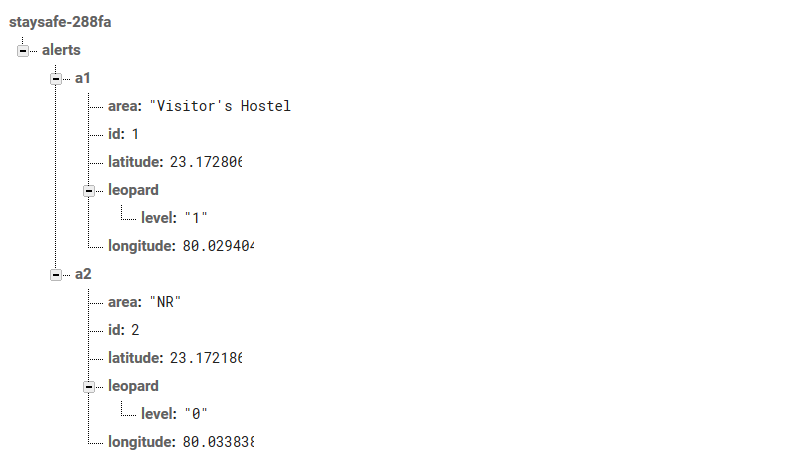 staysafe-288fa
alerts
a1
area: "Visitor's Hostel
id: 1
latitude: 23.172806
leopard
level: "1"
longitude: 80.029404
a2
area: "NR"
id: 2
latitude: 23.172186
leopard
level: "0"
longitude: 80.033838